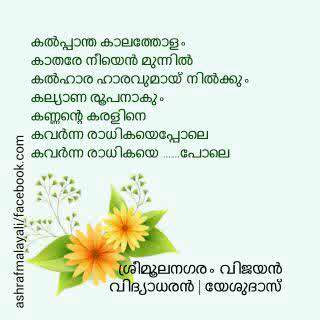 കൽപ്പാന്ത കാലത്തോളം
കാതരേ നീയെൻ മുന്നിൽ
കൽഹാര ഹാരവുമായ് നിൽക്കും
കല്യാണ രൂപനാകും
കണ്ണന്റെ കരളിനെ
കവർന്ന രാധികയെപ്പോലെ
കവർന്ന രാധികയെ ......പോലെ
ashrafmalayali/facebook.com
ശ്രീമൂലനഗരം വിജയൻ
വിദ്യാധരൻ | യേശുദാസ്